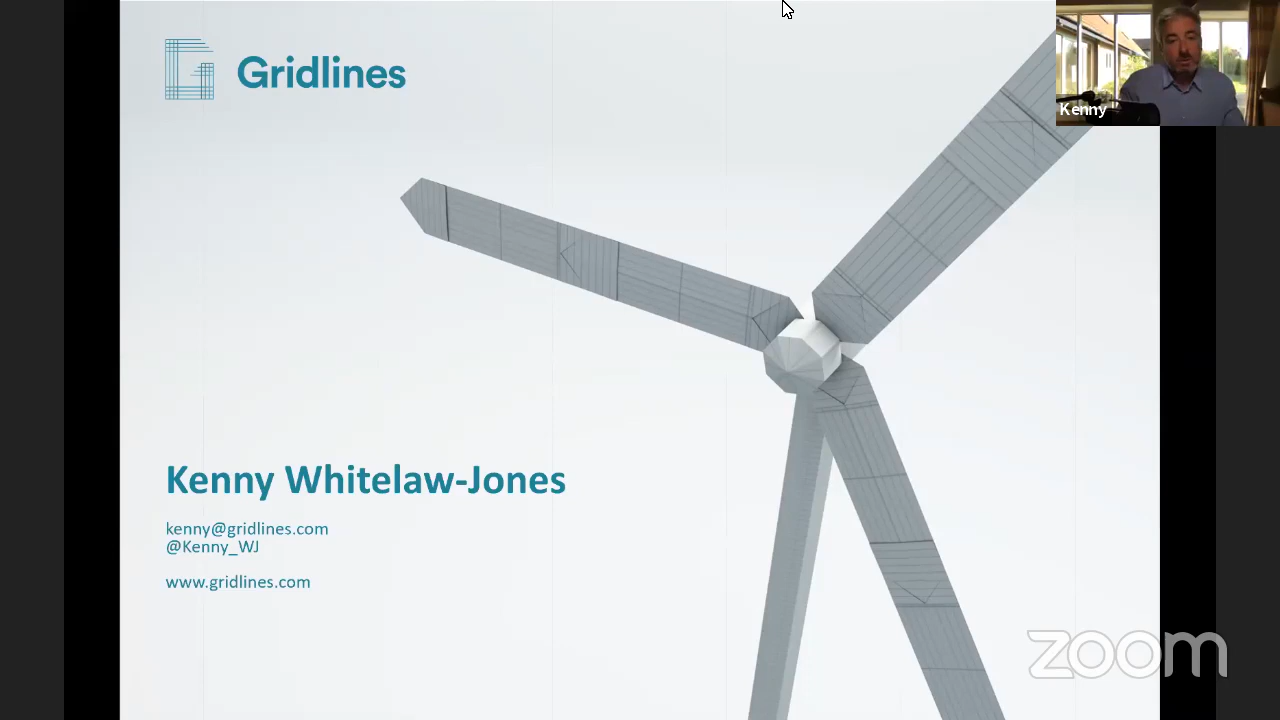 Gridlines
Kenny
Kenny Whitelaw-Jones
kenny@gridlines.com
@Kenny_WJ
www.gridlines.com
zoom